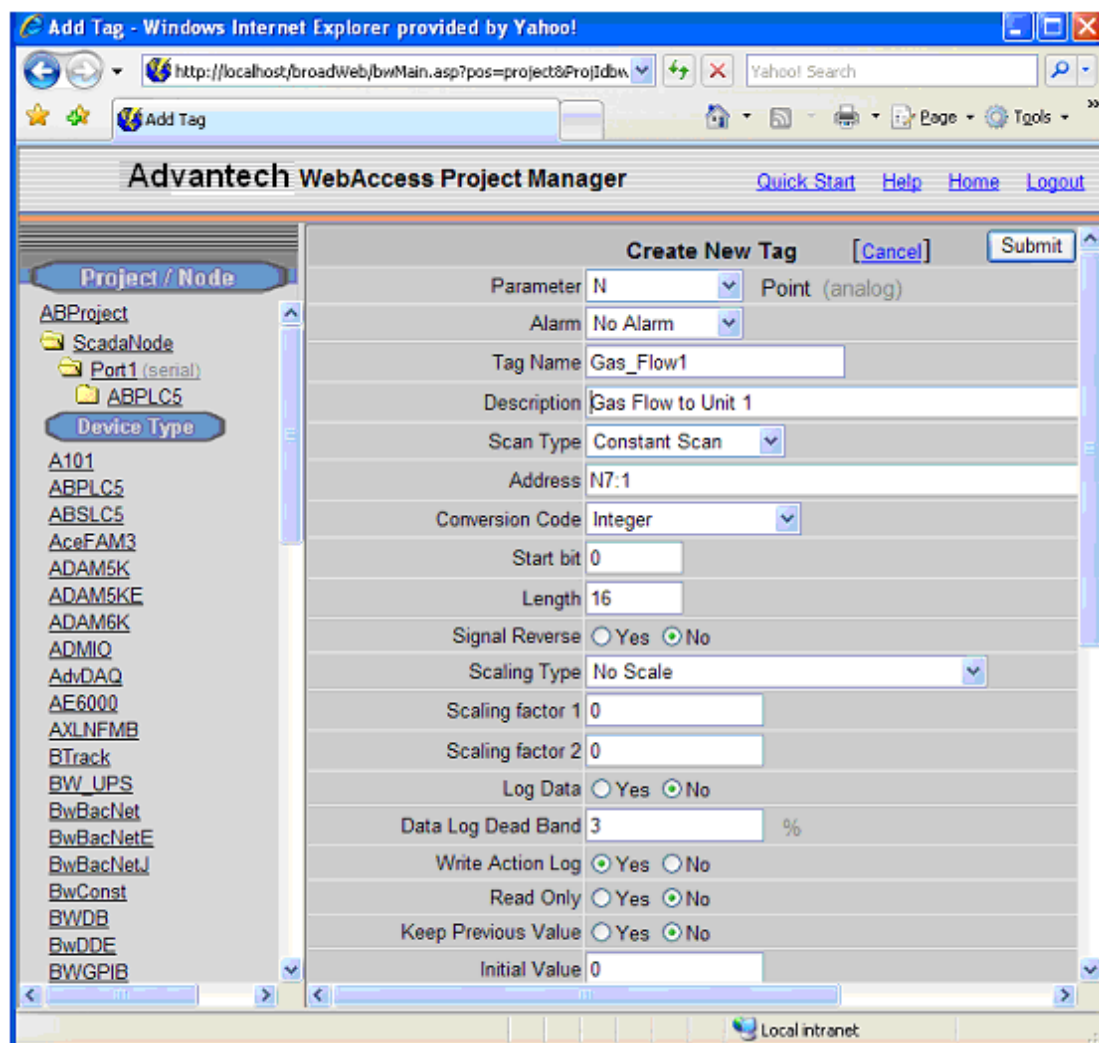 Add Tag - Windows Internet Explorer provided by Yahoo!
http://localhost/broadWeb/bwMain.asp?pos=project&ProjIdbw
Yahoo! Search
Add Tag
Page
Tools
»
Advantech WebAccess Project Manager
Quick Start Help Home Logout
Project / Node
ABProject
ScadaNode
Port1 (serial)
ABPLC5
Device Type
A101
ABPLC5
ABSLC5
AceFAM3
ADAM5K
ADAM5KE
ADAM6K
ADMIO
AdvDAQ
AE6000
AXLNFMB
BTrack
BW_UPS
BwBacNet
BwBacNetE
BwBacNetJ
BwConst
BWDB
BwDDE
BWGPIB
Create New Tag [Cancel] Submit
Parameter N Point (analog)
Alarm No Alarm
Tag Name Gas_Flow1
Description Gas Flow to Unit 1
Scan Type Constant Scan
Address N7:1
Conversion Code Integer
Start bit 0
Length 16
Signal Reverse Yes No
Scaling Type No Scale
Scaling factor 1 0
Scaling factor 2 0
Log Data Yes No
Data Log Dead Band 3 %
Write Action Log Yes No
Read Only Yes No
Keep Previous Value Yes No
Initial Value 0
Local intranet